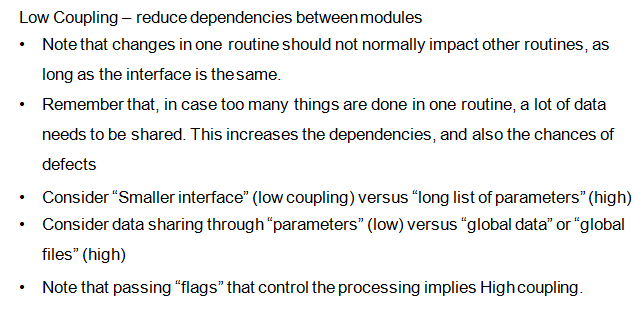 Low Coupling – reduce dependencies between modules
• Note that changes in one routine should not normally impact other routines, as
long as the interface is the same.
• Remember that, in case too many things are done in one routine, a lot of data
needs to be shared. This increases the dependencies, and also the chances of
defects
• Consider “Smaller interface” (low coupling) versus “long list of parameters” (high)
• Consider data sharing through “parameters” (low) versus “global data” or “global
files” (high)
• Note that passing “flags” that control the processing implies High coupling.